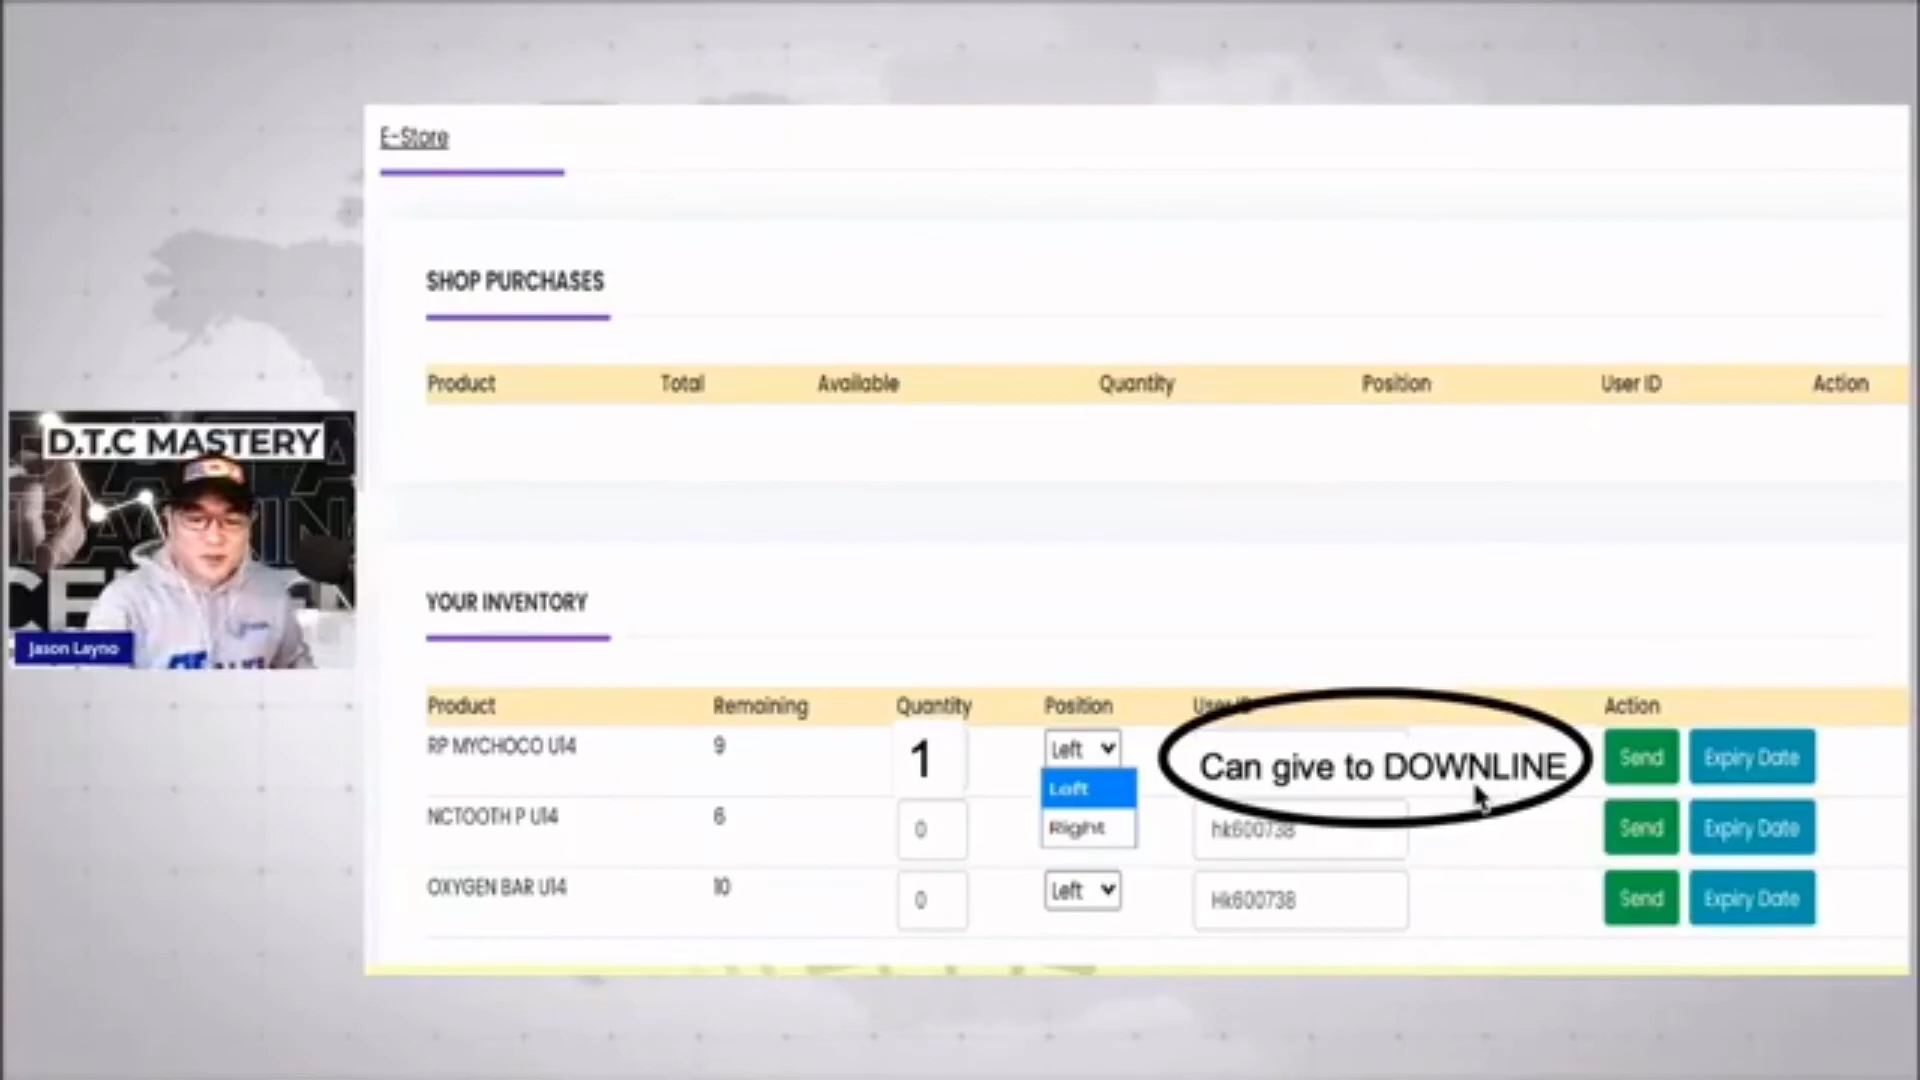 E-Store
SHOP PURCHASES
Product Total Available Quantity Position User ID Action
D.T.C MASTERY
Jason Layno
YOUR INVENTORY
Product Remaining Quantity Position User ID Action
RP MYCHOCO U14 9 1 Left Can give to DOWNLINE Send Expiry Date
Left
Right
NCTOOTH P U14 6 0 hk600738 Send Expiry Date
OXYGEN BAR U14 10 0 Left Hk600738 Send Expiry Date